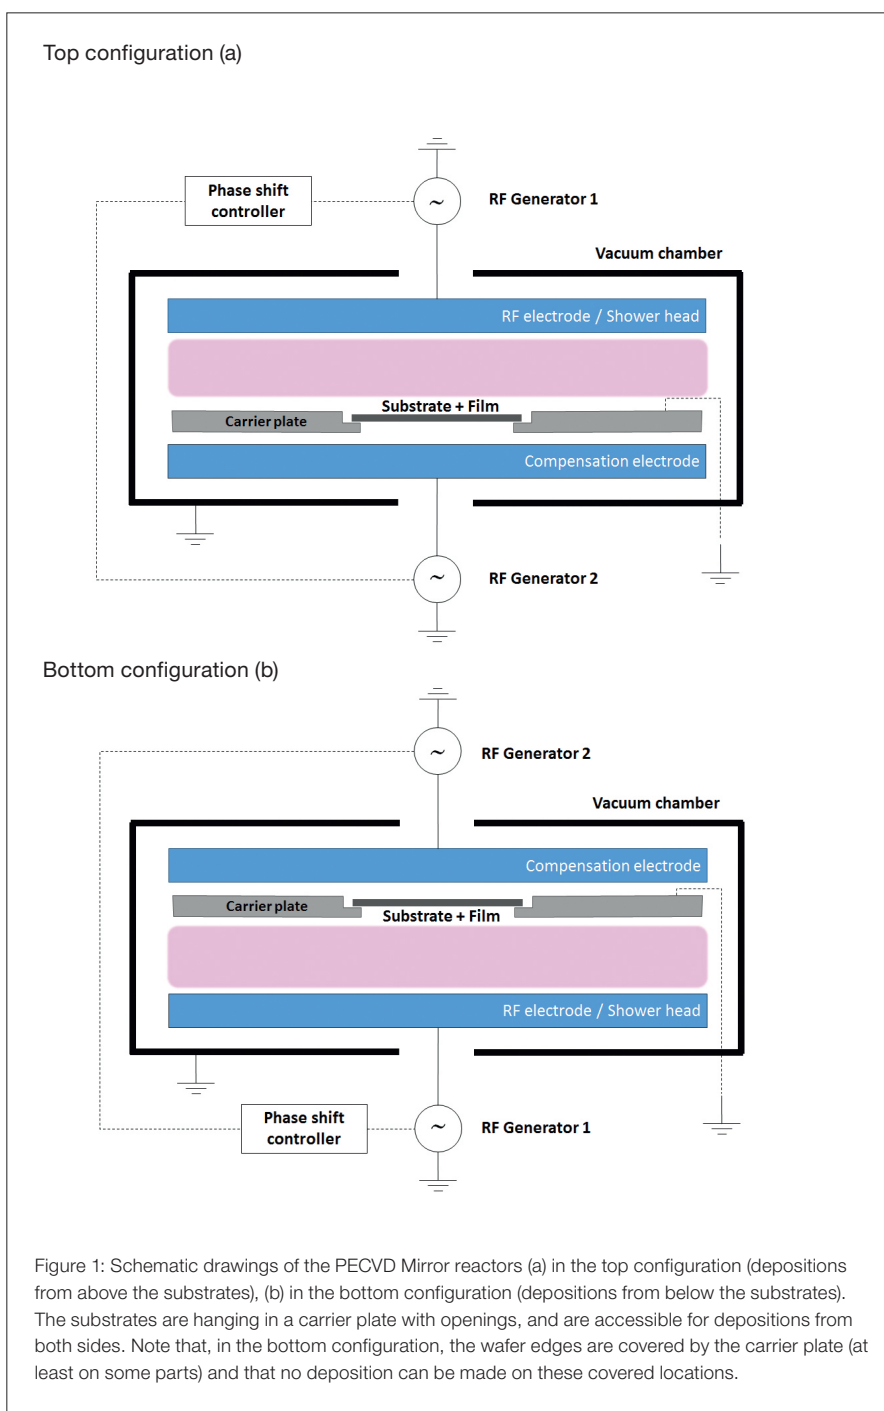 Top configuration (a)
Phase shift
controller
~
RF Generator 1
Vacuum chamber
RF electrode / Shower head
Substrate + Film
Carrier plate
Compensation electrode
~
RF Generator 2
Bottom configuration (b)
~
RF Generator 2
Vacuum chamber
Compensation electrode
Carrier plate
Substrate + Film
RF electrode / Shower head
Phase shift
controller
~
RF Generator 1
Figure 1: Schematic drawings of the PECVD Mirror reactors (a) in the top configuration (depositions
from above the substrates), (b) in the bottom configuration (depositions from below the substrates).
The substrates are hanging in a carrier plate with openings, and are accessible for depositions from
both sides. Note that, in the bottom configuration, the wafer edges are covered by the carrier plate (at
least on some parts) and that no deposition can be made on these covered locations.